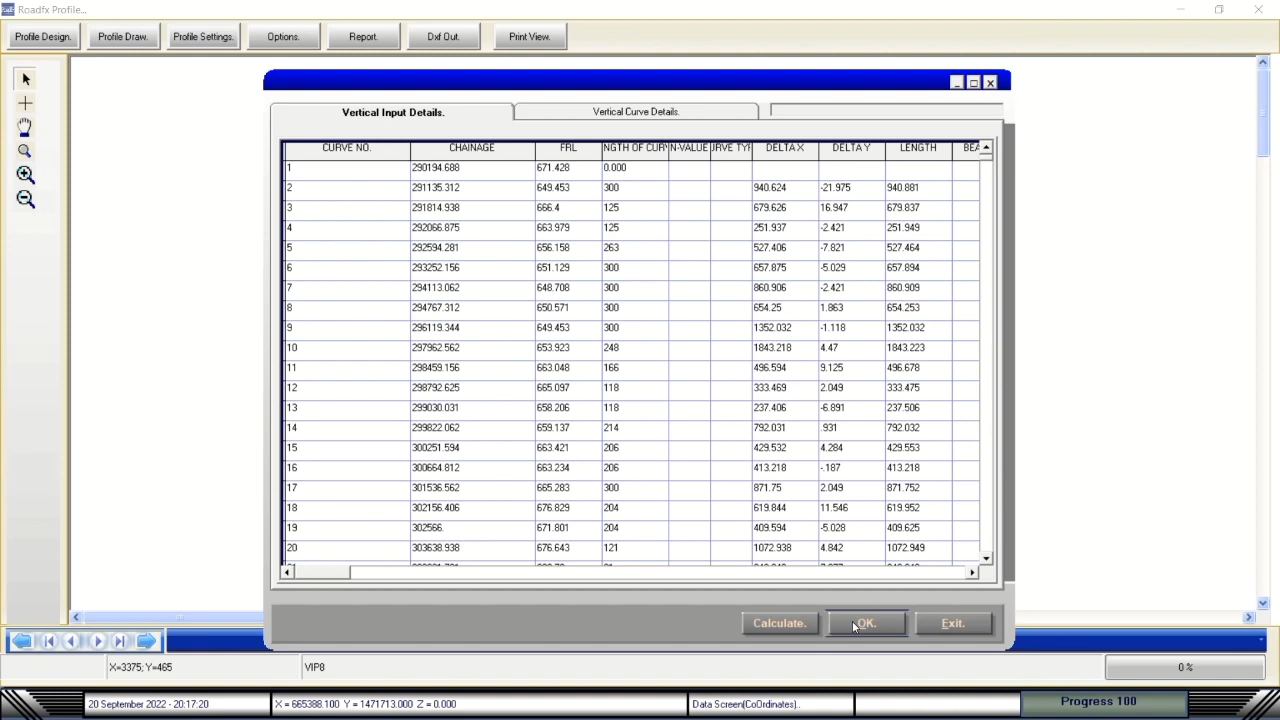 Roadfx Profile...
Profile Design. Profile Draw. Profile Settings. Options. Report. Dxf Out. Print View.
Vertical Input Details. Vertical Curve Details.
CURVE NO. CHAINAGE FRL NGTH OF CURV N-VALUE URVE TYP DELTA X DELTA Y LENGTH BEA
1 290194.688 671.428 0.000
2 291135.312 649.453 300 940.624 -21.975 940.881
3 291814.938 666.4 125 679.626 16.947 679.837
4 292066.875 663.979 125 251.937 -2.421 251.949
5 292594.281 656.158 263 527.406 -7.821 527.464
6 293252.156 651.129 300 657.875 -5.029 657.894
7 294113.062 648.708 300 860.906 -2.421 860.909
8 294767.312 650.571 300 654.25 1.863 654.253
9 296119.344 649.453 300 1352.032 -1.118 1352.032
10 297962.562 653.923 248 1843.218 4.47 1843.223
11 298459.156 663.048 166 496.594 9.125 496.678
12 298792.625 665.097 118 333.469 2.049 333.475
13 299030.031 658.206 118 237.406 -6.891 237.506
14 299822.062 659.137 214 792.031 .931 792.032
15 300251.594 663.421 206 429.532 4.284 429.553
16 300664.812 663.234 206 413.218 -.187 413.218
17 301536.562 665.283 300 871.75 2.049 871.752
18 302156.406 676.829 204 619.844 11.546 619.952
19 302566. 671.801 204 409.594 -5.028 409.625
20 303638.938 676.643 121 1072.938 4.842 1072.949
Calculate. OK. Exit.
X=3375; Y=465 VIP8 0 %
20 September 2022 - 20:17:20 X = 665388.100 Y = 1471713.000 Z = 0.000 Data Screen(CoOrdinates).. Progress 100